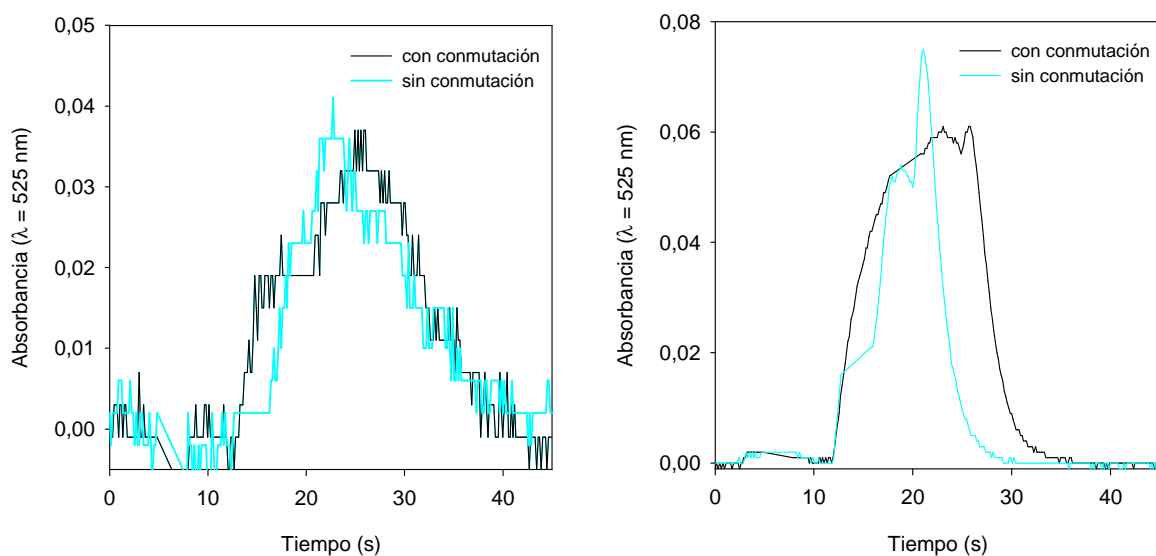 0,05
0,04
0,03
0,02
0,01
0,00
Absorbancia (λ = 525 nm)
con conmutación
sin conmutación
0 10 20 30 40
Tiempo (s)
0,08
0,06
0,04
0,02
0,00
Absorbancia (λ = 525 nm)
con conmutación
sin conmutación
0 10 20 30 40
Tiempo (s)